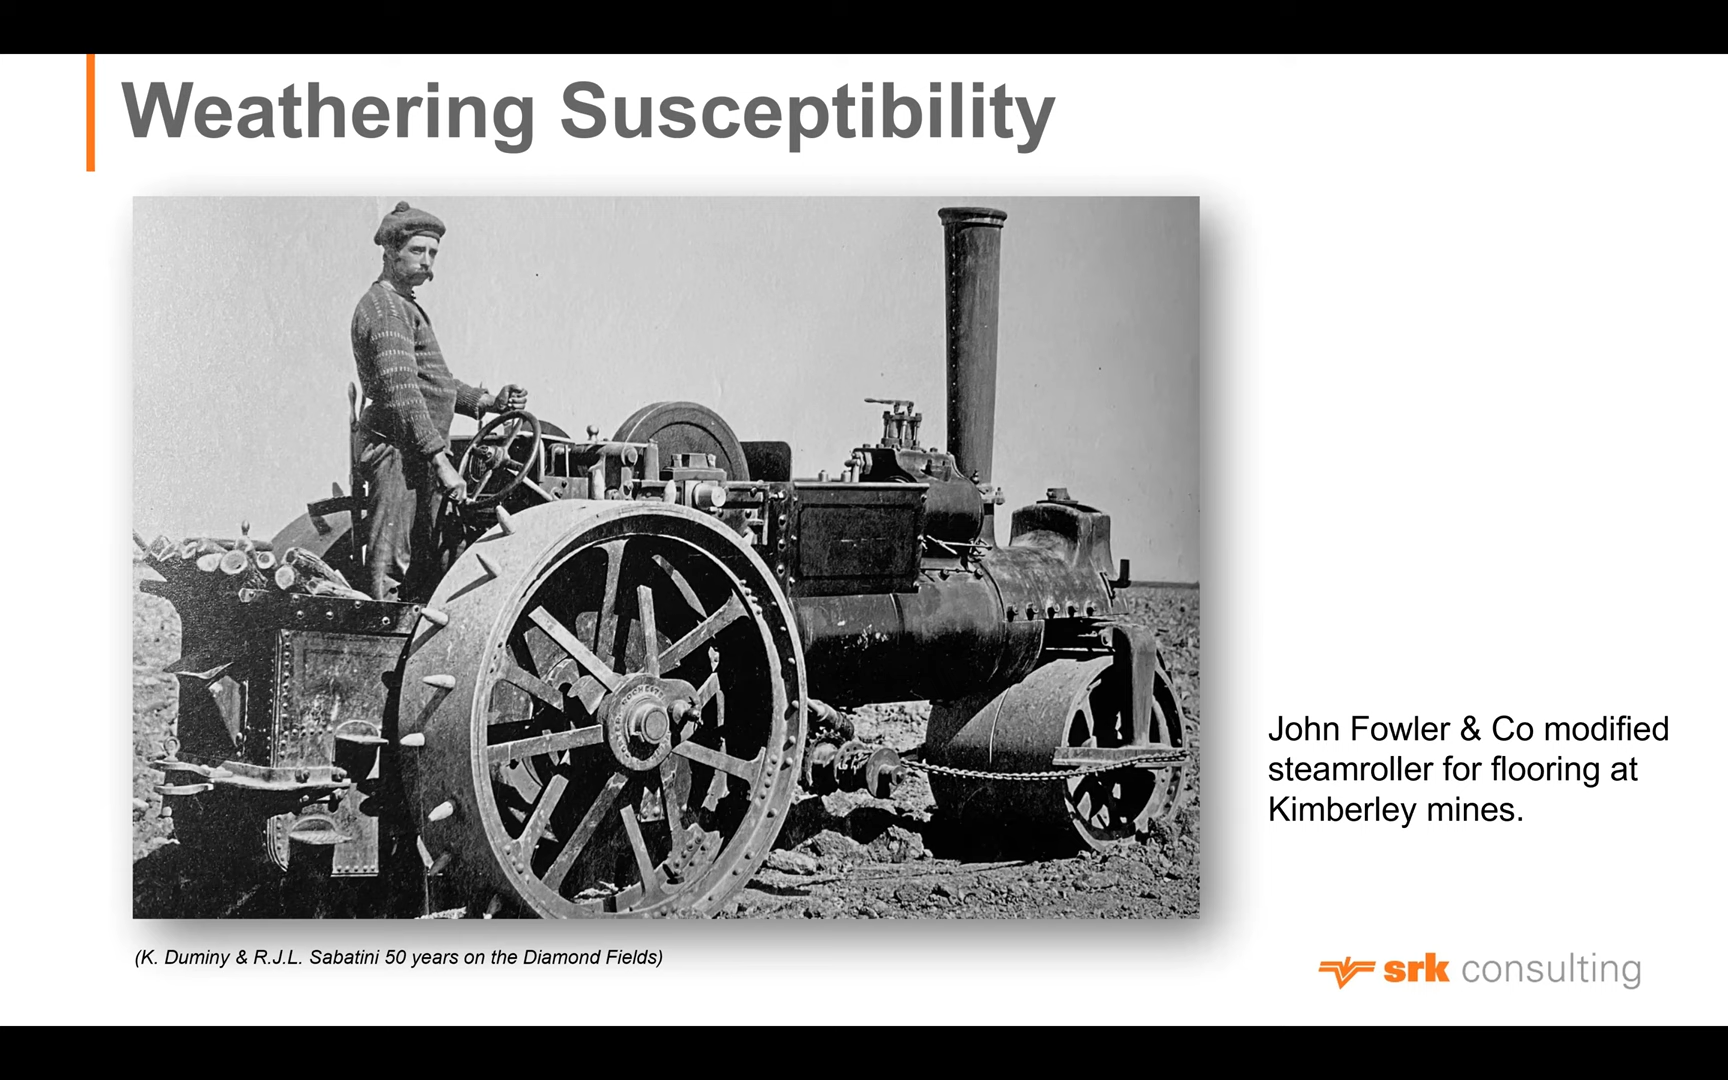 Weathering Susceptibility
John Fowler & Co modified
steamroller for flooring at
Kimberley mines.
(K. Duminy & R.J.L. Sabatini 50 years on the Diamond Fields)
srk consulting